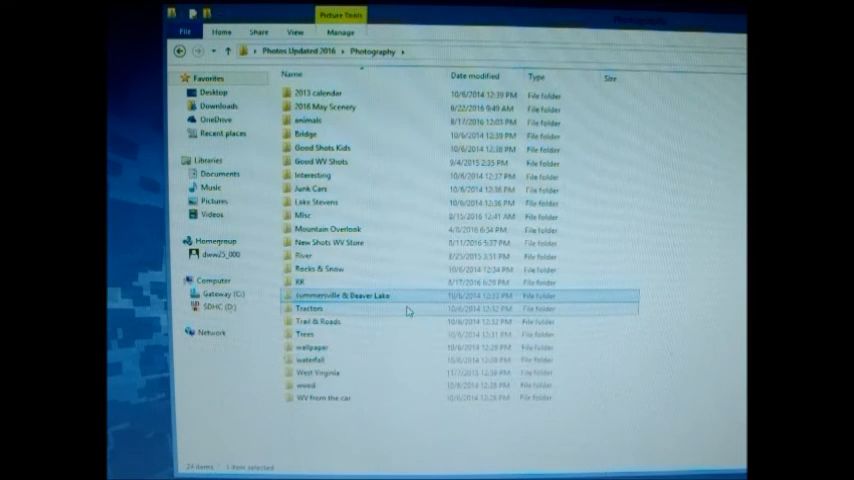 Picture Tools
Photography
File Home Share View Manage
Photos Updated 2016 Photography
Name Date modified Type Size
Favorites
Desktop
Downloads
OneDrive
Recent places
Libraries
Documents
Music
Pictures
Videos
Homegroup
dww25_000
Computer
Gateway (C:)
SDHC (D:)
Network
2013 calendar 10/6/2014 12:39 PM File folder
2016 May Scenery 8/22/2016 9:49 AM File folder
animals 8/17/2016 12:03 PM File folder
Bridge 10/6/2014 12:39 PM File folder
Good Shots Kids 10/6/2014 12:38 PM File folder
Good WV Shots 9/4/2015 2:35 PM File folder
Interesting 10/6/2014 12:37 PM File folder
Junk Cars 10/6/2014 12:36 PM File folder
Lake Stevens 10/6/2014 12:36 PM File folder
Misc 8/15/2016 12:41 AM File folder
Mountain Overlook 4/8/2016 6:54 PM File folder
New Shots WV Store 8/11/2016 5:37 PM File folder
River 8/25/2015 3:51 PM File folder
Rocks & Snow 10/6/2014 12:34 PM File folder
RR 8/17/2016 6:29 PM File folder
summersville & Beaver Lake 10/6/2014 12:33 PM File folder
Tractors 10/6/2014 12:32 PM File folder
Trail & Roads 10/6/2014 12:32 PM File folder
Trees 10/6/2014 12:31 PM File folder
wallpaper 10/6/2014 12:29 PM File folder
waterfall 10/6/2014 12:28 PM File folder
West Virginia 11/7/2015 12:58 PM File folder
wood 10/6/2014 12:28 PM File folder
WV from the car 10/6/2014 12:28 PM File folder
24 items 1 item selected